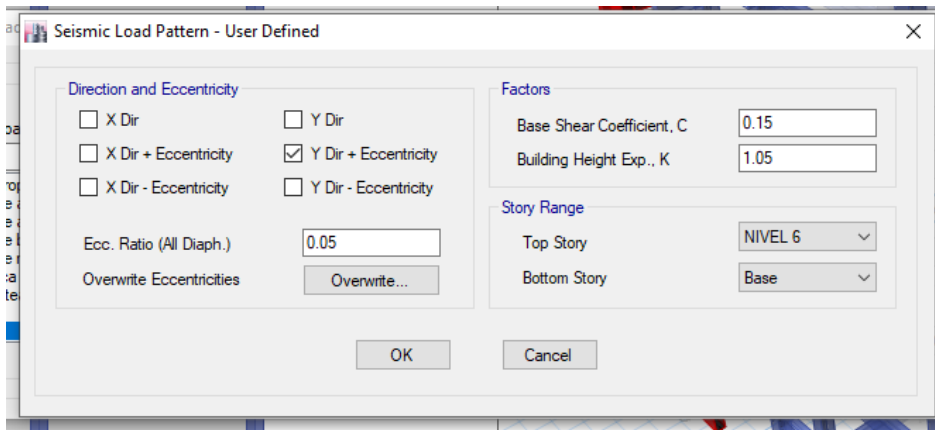 Seismic Load Pattern - User Defined
Direction and Eccentricity
X Dir
Y Dir
X Dir + Eccentricity
Y Dir + Eccentricity
X Dir - Eccentricity
Y Dir - Eccentricity
Ecc. Ratio (All Diaph.)
0.05
Overwrite Eccentricities
Overwrite...
Factors
Base Shear Coefficient, C
0.15
Building Height Exp., K
1.05
Story Range
Top Story
NIVEL 6
Bottom Story
Base
OK
Cancel